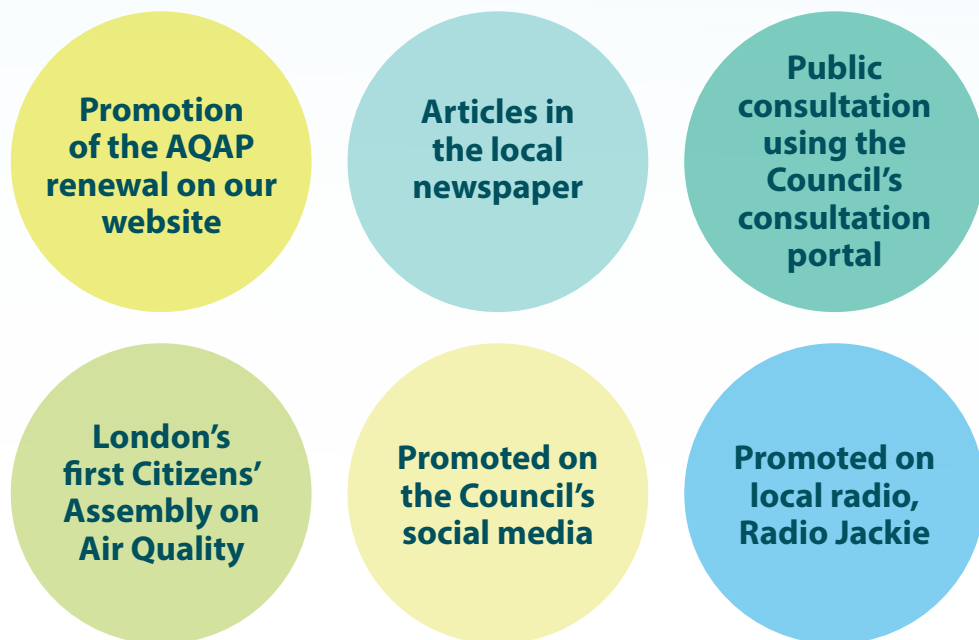 Promotion
of the AQAP
renewal on our
website
Articles in
the local
newspaper
Public
consultation
using the
Council’s
consultation
portal
London’s
first Citizens’
Assembly on
Air Quality
Promoted on
the Council’s
social media
Promoted on
local radio,
Radio Jackie